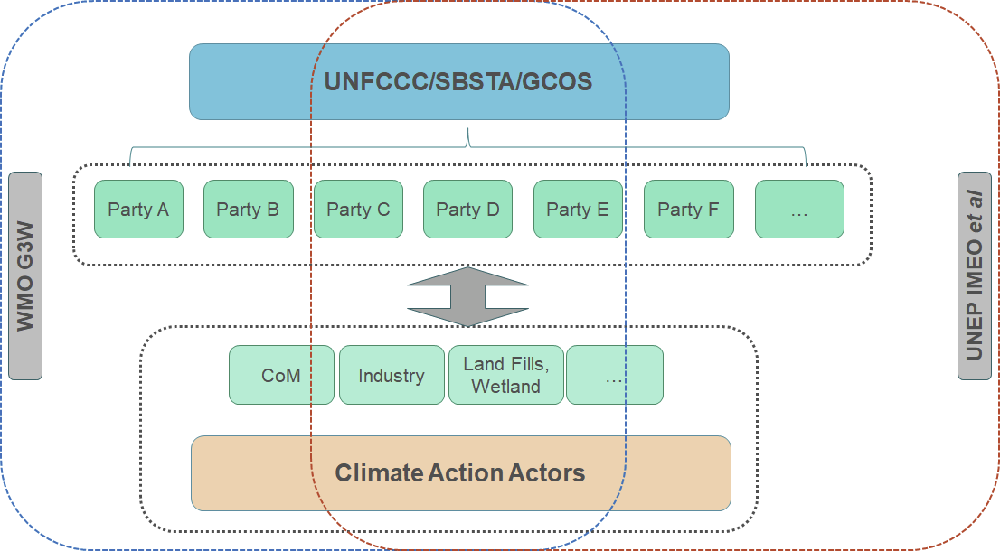 UNFCCC/SBSTA/GCOS
WMO G3W
Party A
Party B
Party C
Party D
Party E
Party F
...
UNEP IMEO et al
CoM
Industry
Land Fills,
Wetland
...
Climate Action Actors